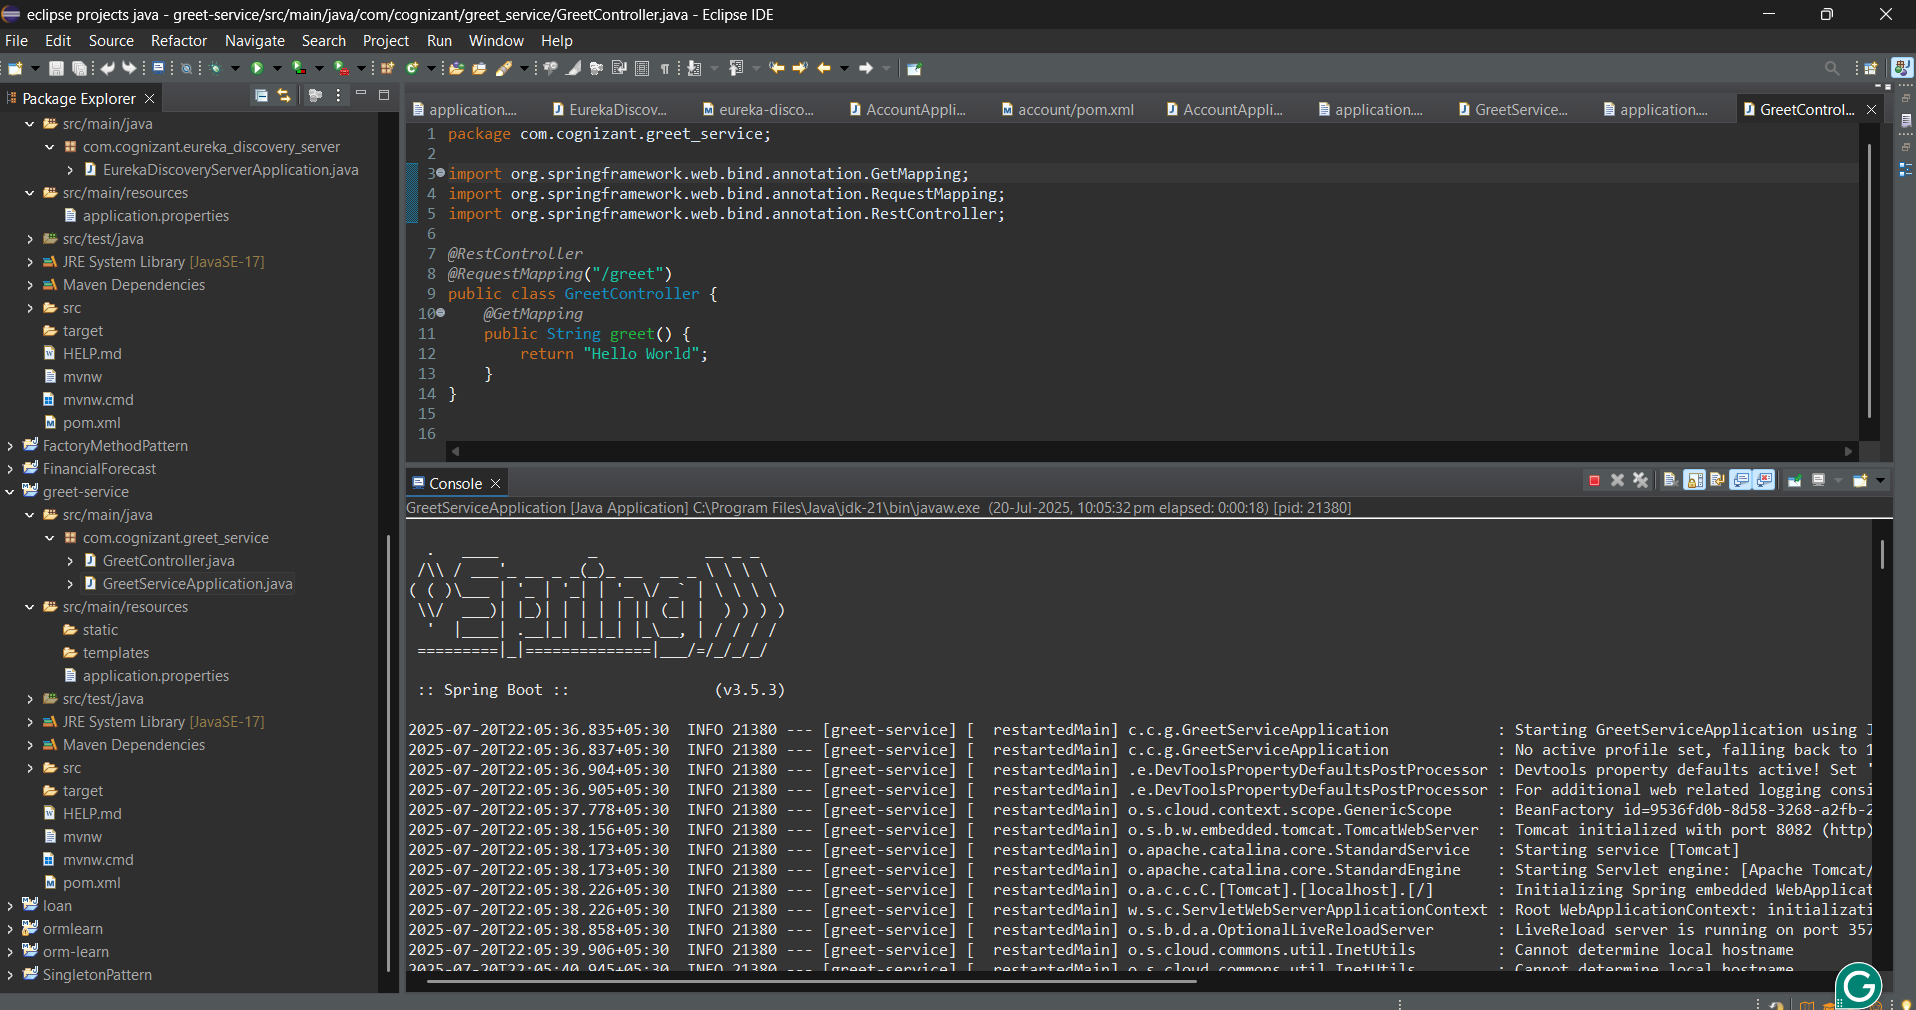 eclipse projects java - greet-service/src/main/java/com/cognizant/greet_service/GreetController.java - Eclipse IDE
File Edit Source Refactor Navigate Search Project Run Window Help
Package Explorer
src/main/java
com.cognizant.eureka_discovery_server
EurekaDiscoveryServerApplication.java
src/main/resources
application.properties
src/test/java
JRE System Library [JavaSE-17]
Maven Dependencies
src
target
HELP.md
mvnw
mvnw.cmd
pom.xml
FactoryMethodPattern
FinancialForecast
greet-service
src/main/java
com.cognizant.greet_service
GreetController.java
GreetServiceApplication.java
src/main/resources
static
templates
application.properties
src/test/java
JRE System Library [JavaSE-17]
Maven Dependencies
src
target
HELP.md
mvnw
mvnw.cmd
pom.xml
loan
ormlearn
orm-learn
SingletonPattern
application.... EurekaDiscov... eureka-disco... AccountAppli... account/pom.xml AccountAppli... application.... GreetService... application.... GreetControl...
1 package com.cognizant.greet_service;
2
3 import org.springframework.web.bind.annotation.GetMapping;
4 import org.springframework.web.bind.annotation.RequestMapping;
5 import org.springframework.web.bind.annotation.RestController;
6
7 @RestController
8 @RequestMapping("/greet")
9 public class GreetController {
10     @GetMapping
11     public String greet() {
12         return "Hello World";
13     }
14 }
15
16
Console
GreetServiceApplication [Java Application] C:\Program Files\Java\jdk-21\bin\javaw.exe (20-Jul-2025, 10:05:32 pm elapsed: 0:00:18) [pid: 21380]
:: Spring Boot ::                (v3.5.3)
2025-07-20T22:05:36.835+05:30  INFO 21380 --- [greet-service] [  restartedMain] c.c.g.GreetServiceApplication            : Starting GreetServiceApplication using
2025-07-20T22:05:36.837+05:30  INFO 21380 --- [greet-service] [  restartedMain] c.c.g.GreetServiceApplication            : No active profile set, falling back to 1
2025-07-20T22:05:36.904+05:30  INFO 21380 --- [greet-service] [  restartedMain] .e.DevToolsPropertyDefaultsPostProcessor : Devtools property defaults active! Set '
2025-07-20T22:05:36.905+05:30  INFO 21380 --- [greet-service] [  restartedMain] .e.DevToolsPropertyDefaultsPostProcessor : For additional web related logging consi
2025-07-20T22:05:37.778+05:30  INFO 21380 --- [greet-service] [  restartedMain] o.s.cloud.context.scope.GenericScope     : BeanFactory id=9536fd0b-8d58-3268-a2fb-2
2025-07-20T22:05:38.156+05:30  INFO 21380 --- [greet-service] [  restartedMain] o.s.b.w.embedded.tomcat.TomcatWebServer  : Tomcat initialized with port 8082 (http)
2025-07-20T22:05:38.173+05:30  INFO 21380 --- [greet-service] [  restartedMain] o.apache.catalina.core.StandardService   : Starting service [Tomcat]
2025-07-20T22:05:38.173+05:30  INFO 21380 --- [greet-service] [  restartedMain] o.apache.catalina.core.StandardEngine    : Starting Servlet engine: [Apache Tomcat/
2025-07-20T22:05:38.226+05:30  INFO 21380 --- [greet-service] [  restartedMain] o.a.c.c.C.[Tomcat].[localhost].[/]       : Initializing Spring embedded WebApplicat
2025-07-20T22:05:38.226+05:30  INFO 21380 --- [greet-service] [  restartedMain] w.s.c.ServletWebServerApplicationContext : Root WebApplicationContext: initializati
2025-07-20T22:05:38.858+05:30  INFO 21380 --- [greet-service] [  restartedMain] o.s.b.d.a.OptionalLiveReloadServer       : LiveReload server is running on port 357
2025-07-20T22:05:39.906+05:30  INFO 21380 --- [greet-service] [  restartedMain] o.s.cloud.commons.util.InetUtils         : Cannot determine local hostname
2025-07-20T22:05:40.945+05:30  INFO 21380 --- [greet-service] [  restartedMain] o.s.cloud.commons.util.InetUtils         : Cannot determine local hostname